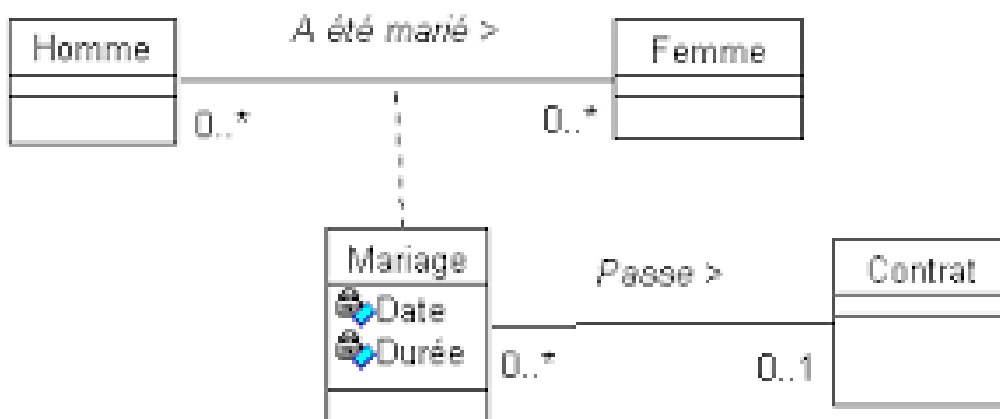 A été marié >
Homme
Femme
0..*
0..*
Mariage
Date
Durée
Passe >
Contrat
0..*
0..1